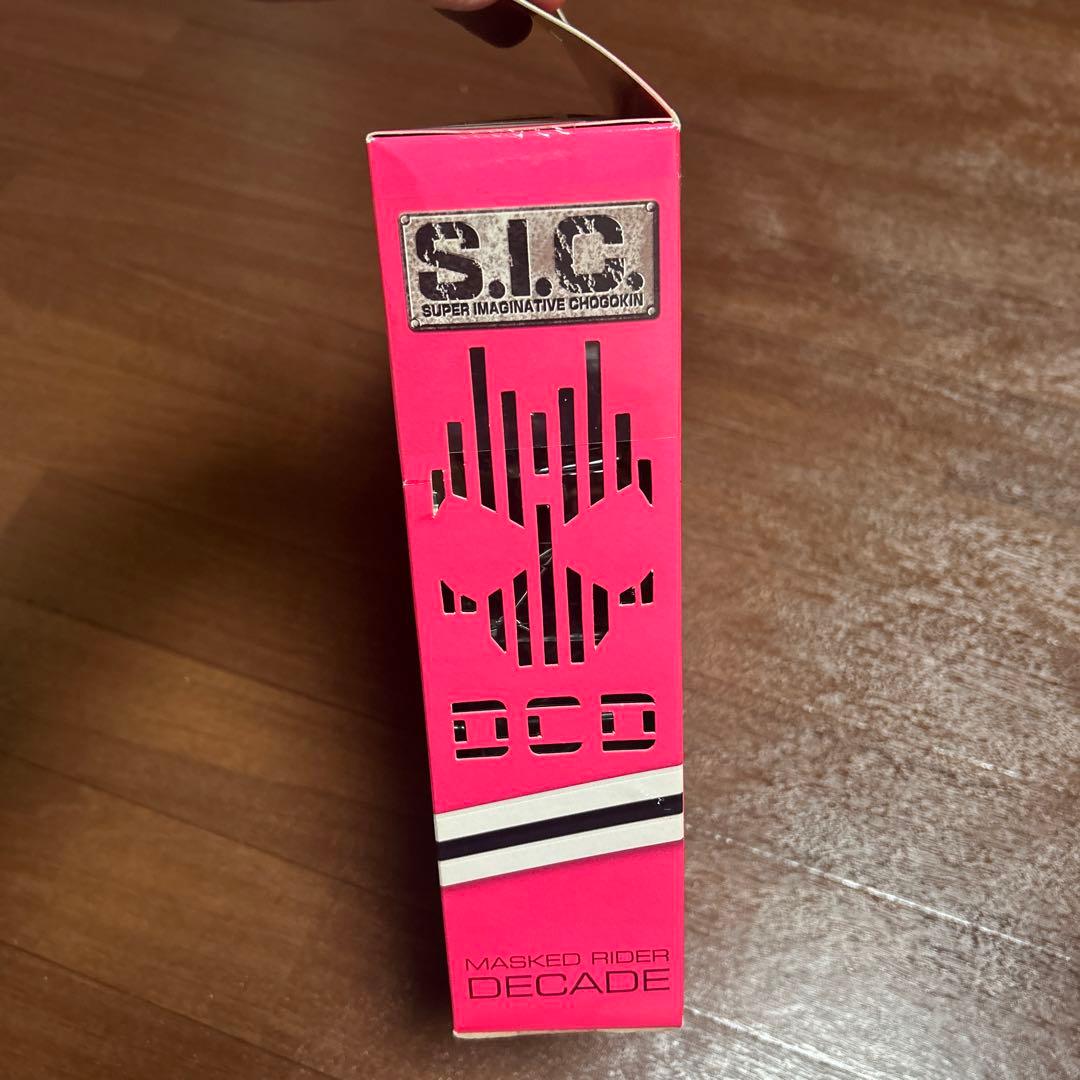 S.I.C.
SUPER IMAGINATIVE CHOGOKIN
DCD
MASKED RIDER
DECADE